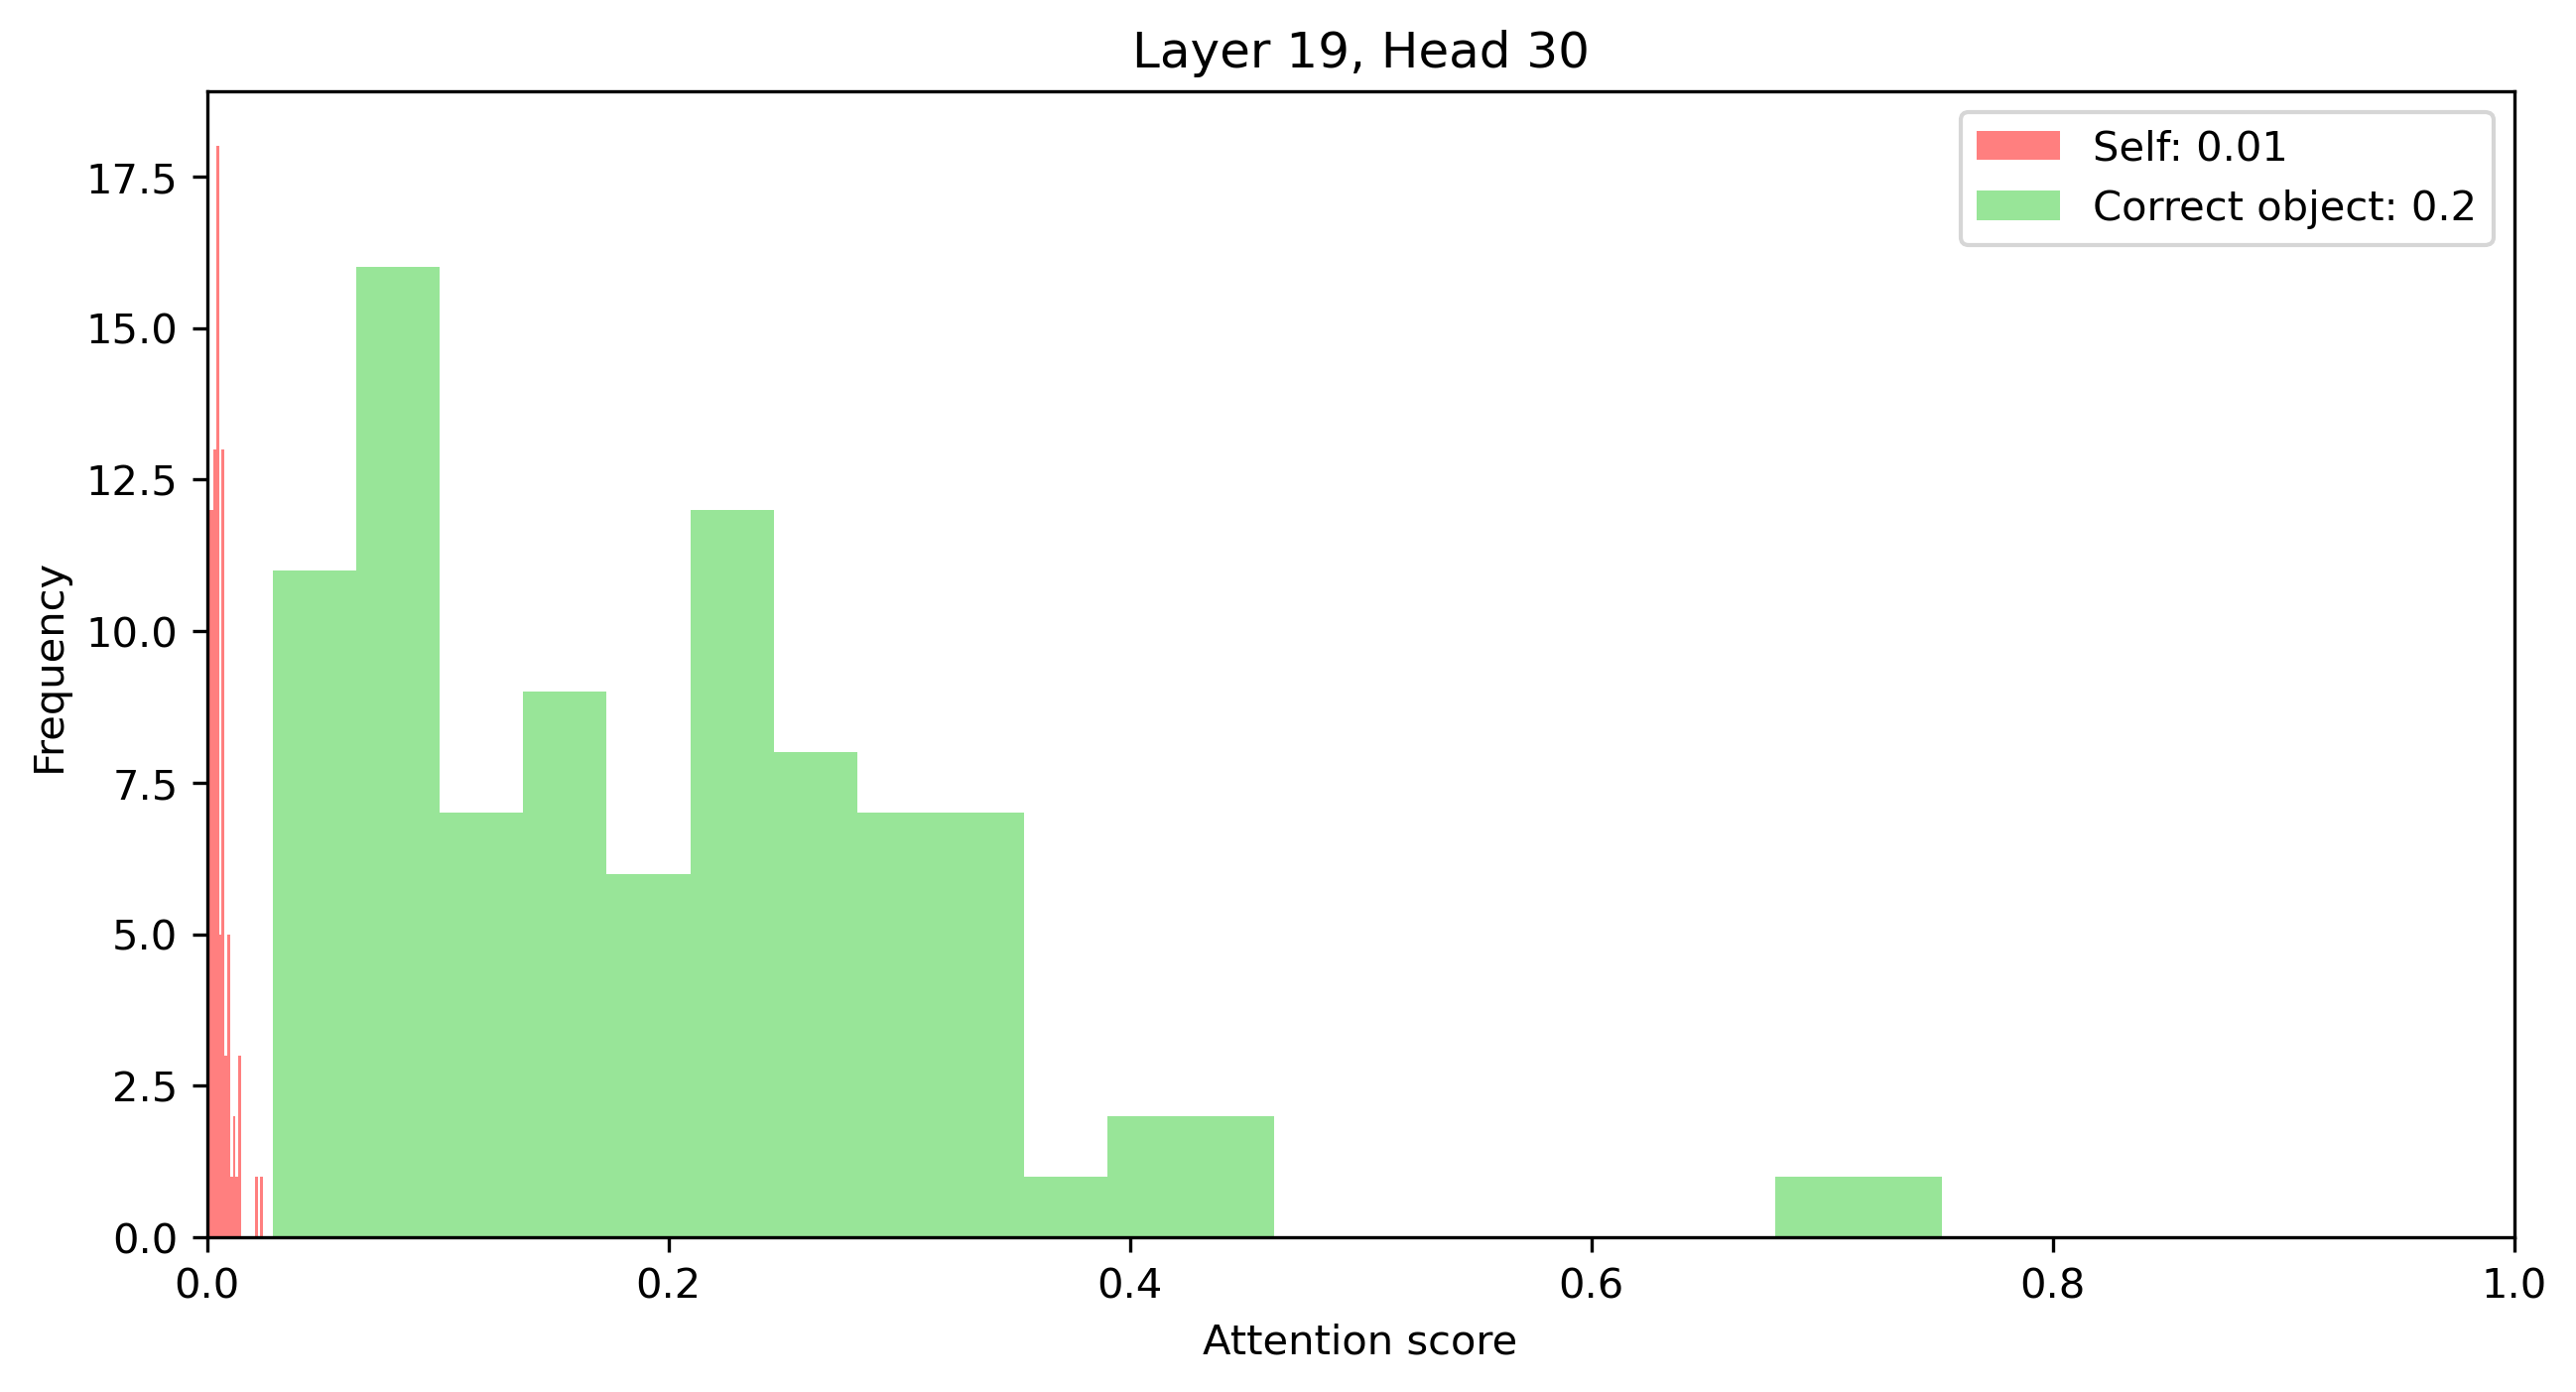 Layer 19, Head 30
Self: 0.01
Correct object: 0.2
17.5
15.0
12.5
10.0
7.5
5.0
2.5
0.0
Frequency
0.0 0.2 0.4 0.6 0.8 1.0
Attention score